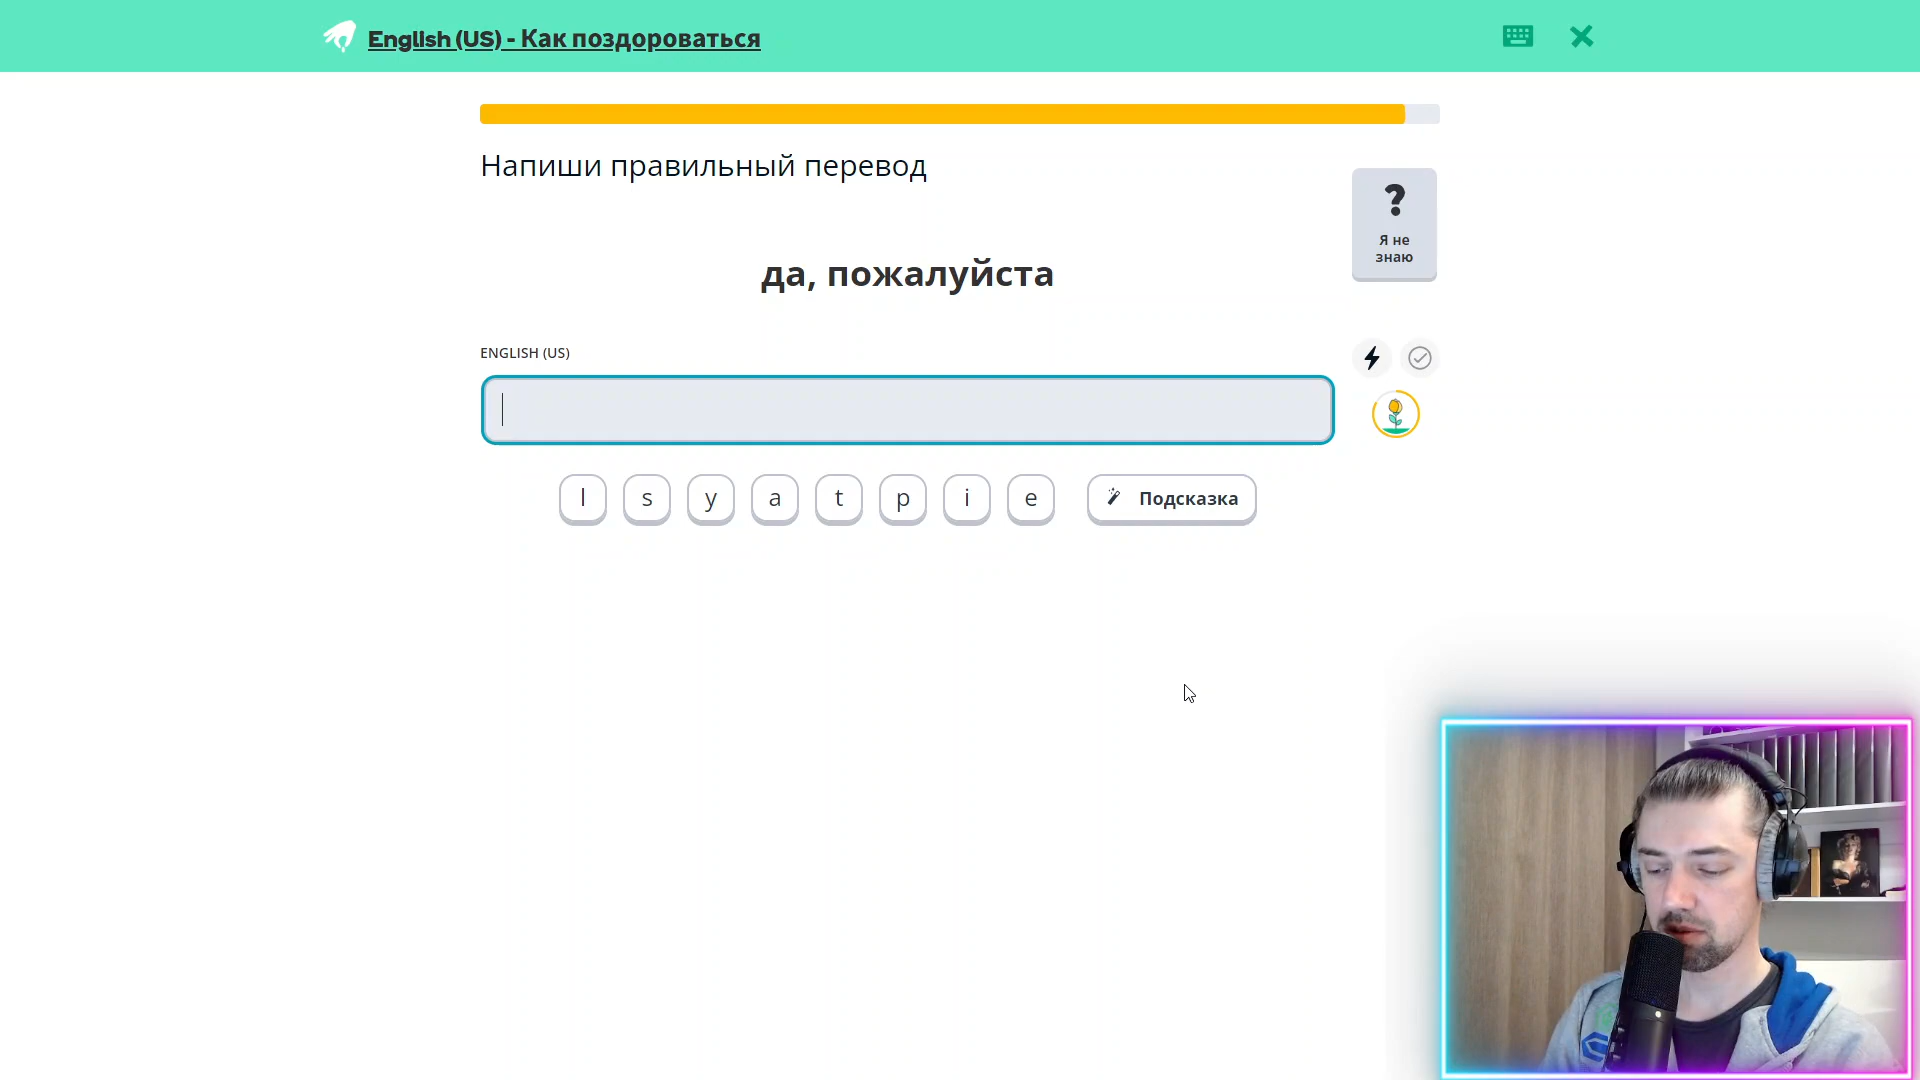 English (US) - Как поздороваться
Напиши правильный перевод
?
Я не
знаю
да, пожалуйста
ENGLISH (US)
l s y a t p i e Подсказка